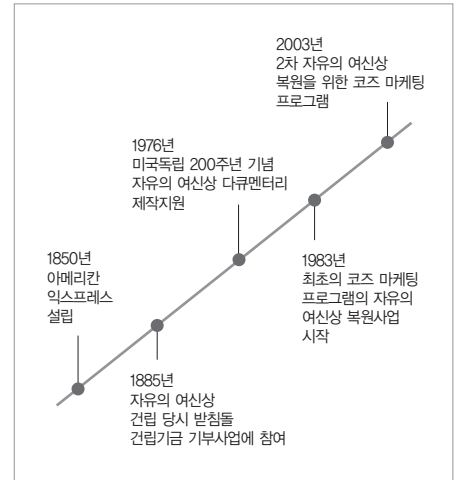 2003년
2차 자유의 여신상
복원을 위한 코즈 마케팅
프로그램
1976년
미국독립 200주년 기념
자유의 여신상 다큐멘터리
제작지원
1850년
아메리칸
익스프레스
설립
1983년
최초의 코즈 마케팅
프로그램의 자유의
여신상 복원사업
시작
1885년
자유의 여신상
건립 당시 받침돌
건립기금 기부사업에 참여